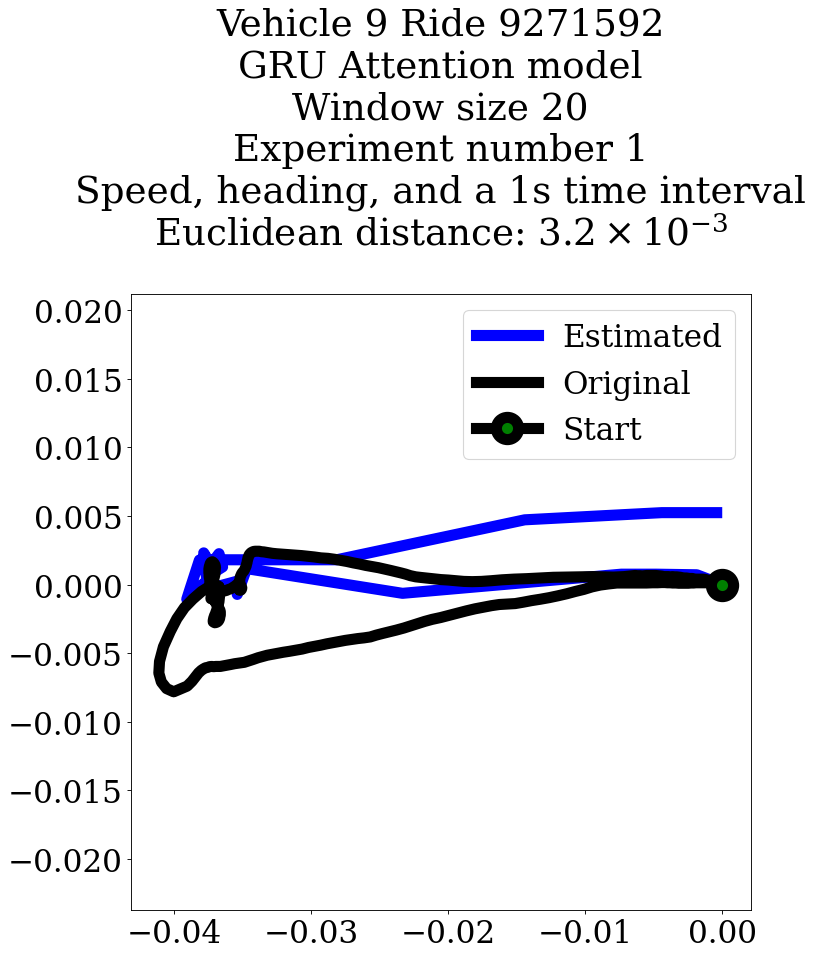 Vehicle 9 Ride 9271592
GRU Attention model
Window size 20
Experiment number 1
Speed, heading, and a 1s time interval
Euclidean distance: 3.2 × 10⁻³
Estimated
Original
Start
0.020
0.015
0.010
0.005
0.000
−0.005
−0.010
−0.015
−0.020
−0.04 −0.03 −0.02 −0.01 0.00